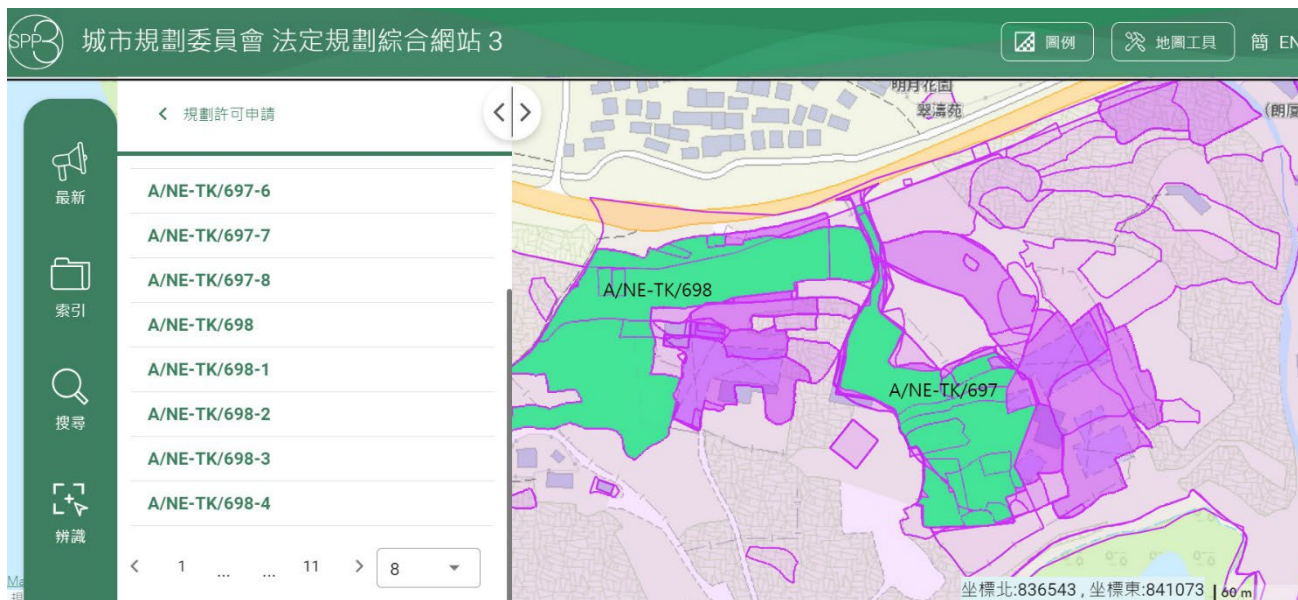 SPP3
城市規劃委員會 法定規劃綜合網站 3
圖例
地圖工具
簡 EN
最新
索引
搜尋
辨識
規劃許可申請
A/NE-TK/697-6
A/NE-TK/697-7
A/NE-TK/697-8
A/NE-TK/698
A/NE-TK/698-1
A/NE-TK/698-2
A/NE-TK/698-3
A/NE-TK/698-4
1 ... ... 11
8
明月花園
翠濤苑
A/NE-TK/698
A/NE-TK/697
坐標北:836543 , 坐標東:841073
60 m